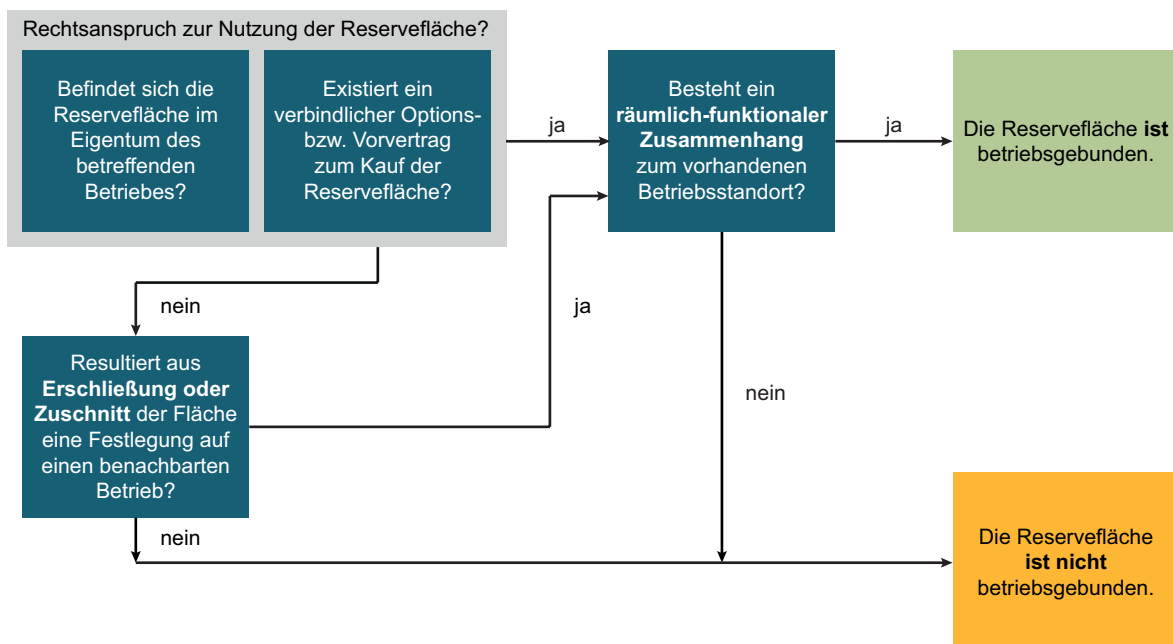 Rechtsanspruch zur Nutzung der Reservefläche?
Befindet sich die
Reservefläche im
Eigentum des
betreffenden
Betriebes?
Existiert ein
verbindlicher Options-
bzw. Vorvertrag
zum Kauf der
Reservefläche?
ja
Besteht ein
räumlich-funktionaler
Zusammenhang
zum vorhandenen
Betriebsstandort?
ja
Die Reservefläche ist
betriebsgebunden.
nein
ja
Resultiert aus
Erschließung oder
Zuschnitt der Fläche
eine Festlegung auf
einen benachbarten
Betrieb?
nein
nein
Die Reservefläche
ist nicht
betriebsgebunden.